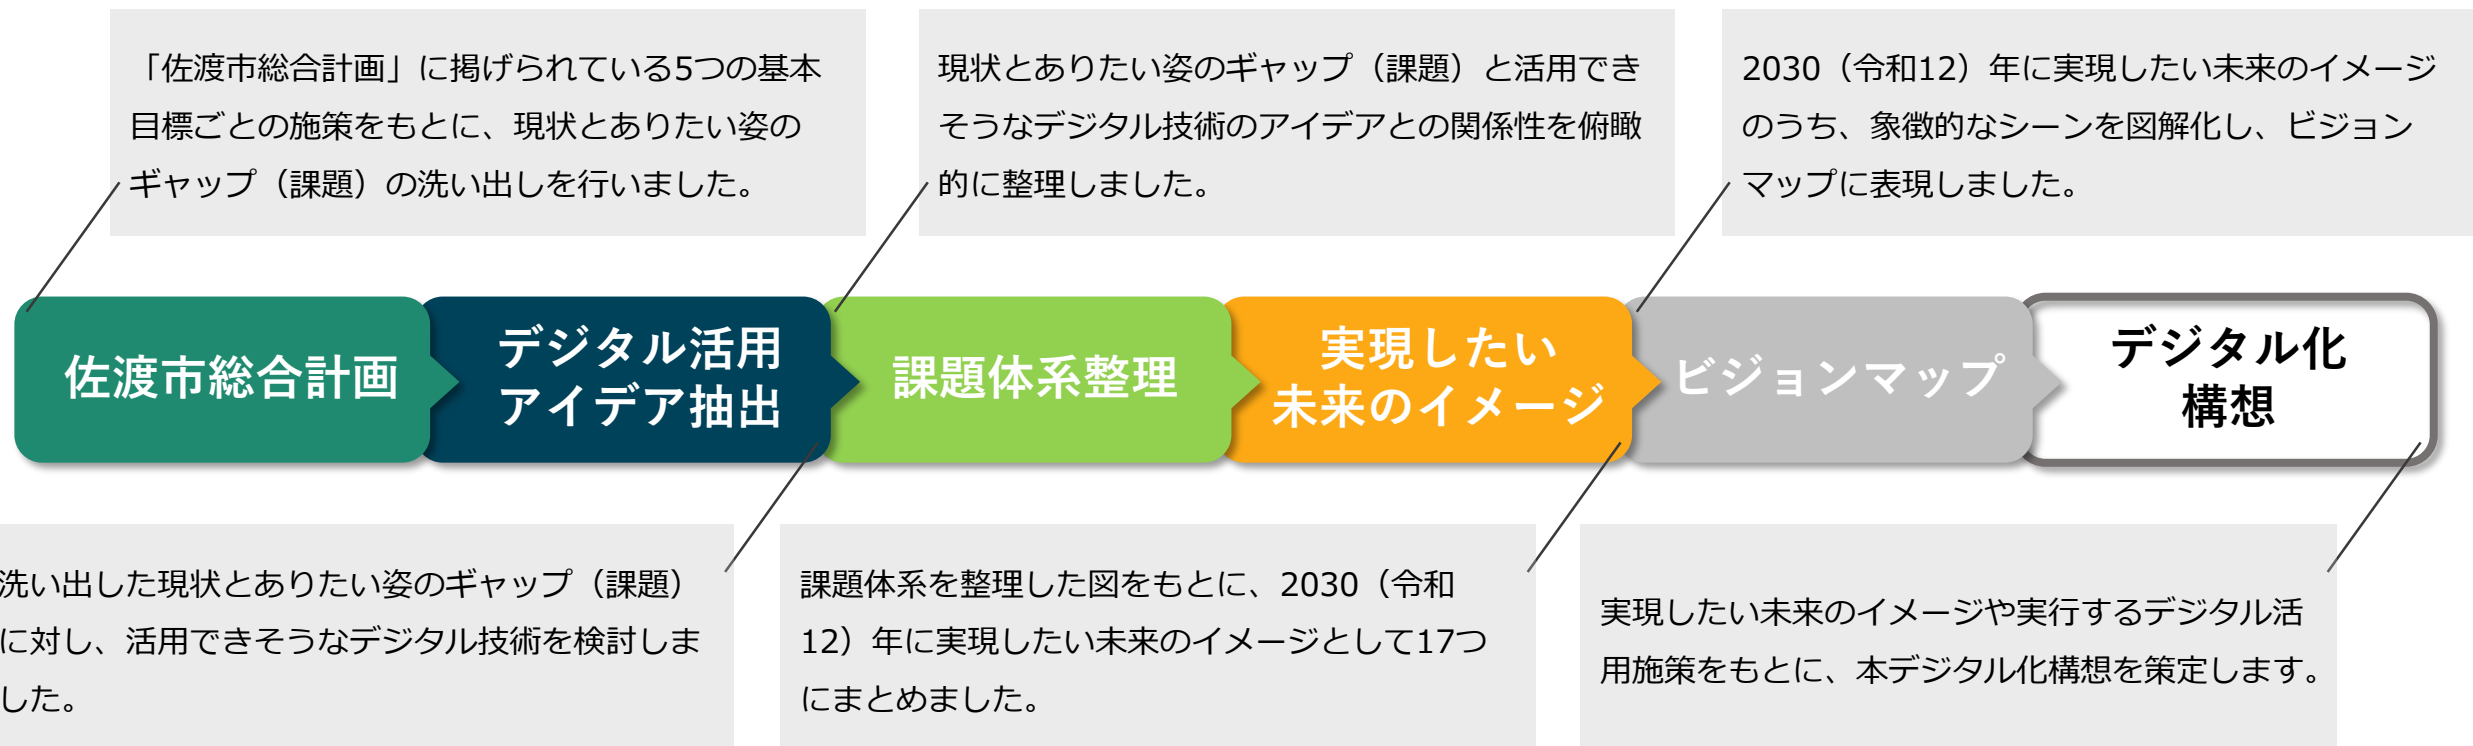 「佐渡市総合計画」に掲げられている5つの基本
目標ごとの施策をもとに、現状とありたい姿の
ギャップ（課題）の洗い出しを行いました。
現状とありたい姿のギャップ（課題）と活用でき
そうなデジタル技術のアイデアとの関係性を俯瞰
的に整理しました。
2030（令和12）年に実現したい未来のイメージ
のうち、象徴的なシーンを図解化し、ビジョン
マップに表現しました。
佐渡市総合計画
デジタル活用
アイデア抽出
課題体系整理
実現したい
未来のイメージ
ビジョンマップ
デジタル化
構想
洗い出した現状とありたい姿のギャップ（課題）
に対し、活用できそうなデジタル技術を検討しま
した。
課題体系を整理した図をもとに、2030（令和
12）年に実現したい未来のイメージとして17つ
にまとめました。
実現したい未来のイメージや実行するデジタル活
用施策をもとに、本デジタル化構想を策定します。